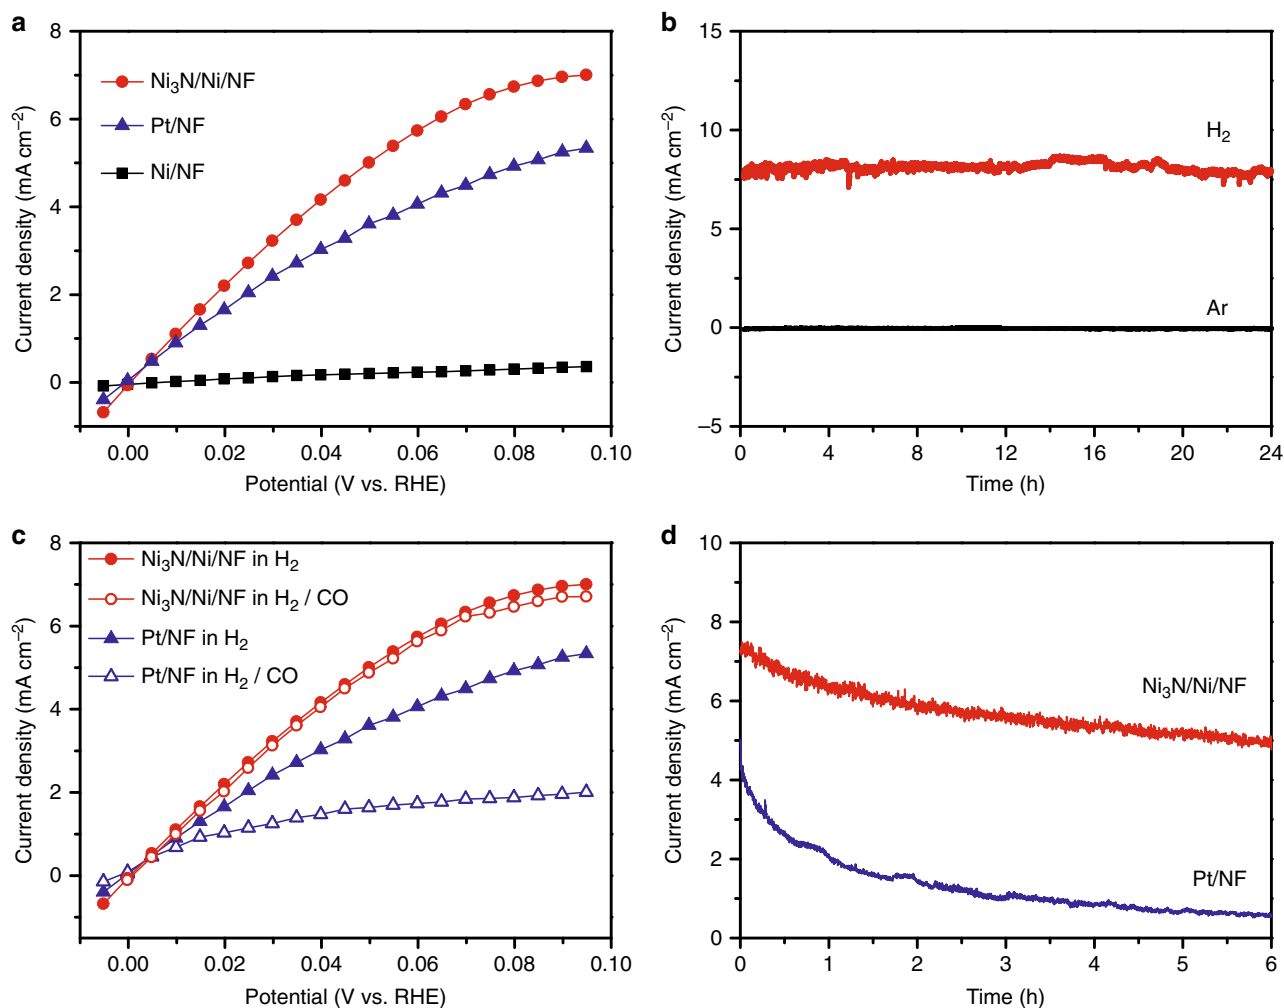 a
8
6
4
2
0
Current density (mA cm⁻²)
Ni₃N/Ni/NF
Pt/NF
Ni/NF
0.00 0.02 0.04 0.06 0.08 0.10
Potential (V vs. RHE)
b
15
10
5
0
–5
Current density (mA cm⁻²)
H₂
Ar
0 4 8 12 16 20 24
Time (h)
c
8
6
4
2
0
Current density (mA cm⁻²)
Ni₃N/Ni/NF in H₂
Ni₃N/Ni/NF in H₂ / CO
Pt/NF in H₂
Pt/NF in H₂ / CO
0.00 0.02 0.04 0.06 0.08 0.10
Potential (V vs. RHE)
d
10
8
6
4
2
0
Current density (mA cm⁻²)
Ni₃N/Ni/NF
Pt/NF
0 1 2 3 4 5 6
Time (h)